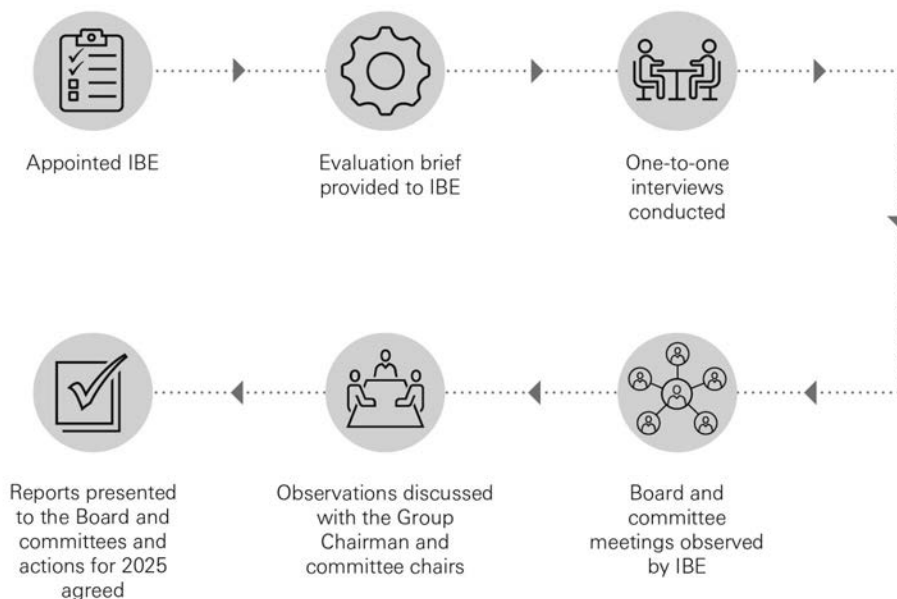 Appointed IBE
Evaluation brief
provided to IBE
One-to-one
interviews
conducted
Board and
committee
meetings observed
by IBE
Observations discussed
with the Group
Chairman and
committee chairs
Reports presented
to the Board and
committees and
actions for 2025
agreed